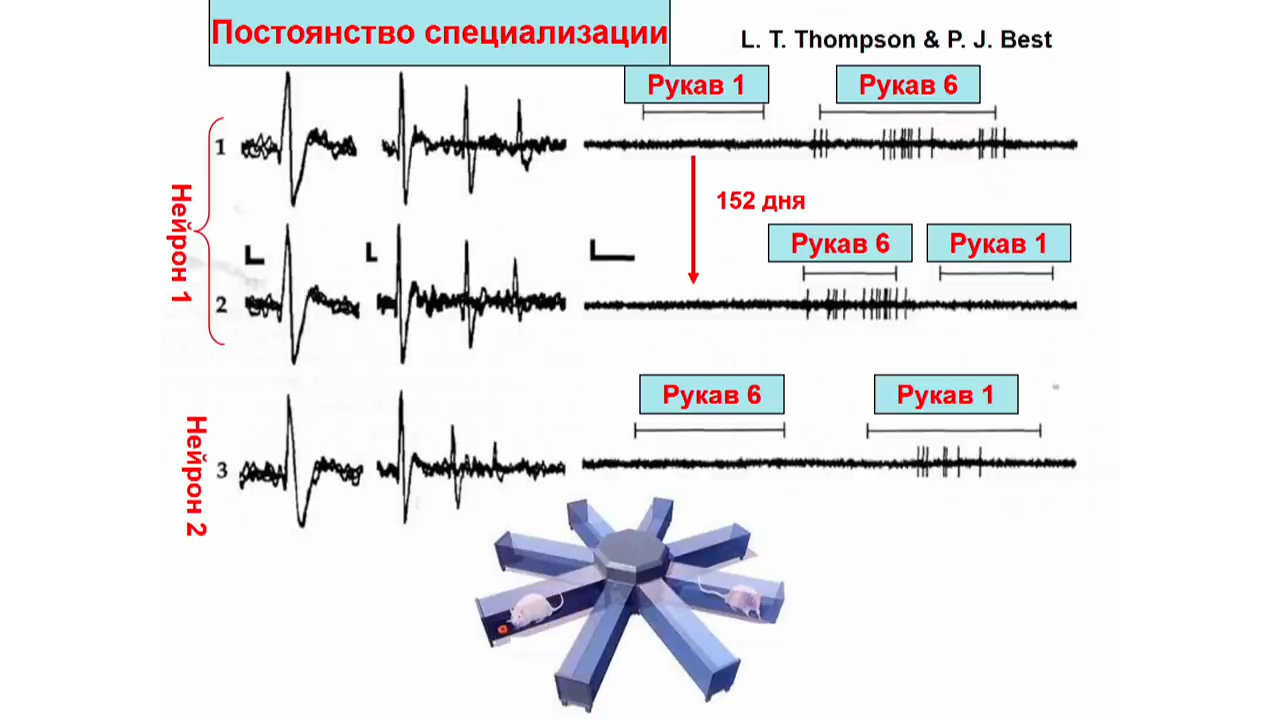 Постоянство специализации
L. T. Thompson & P. J. Best
Рукав 1
Рукав 6
1
152 дня
Нейрон 1
Рукав 6
Рукав 1
2
Рукав 6
Рукав 1
Нейрон 2
3